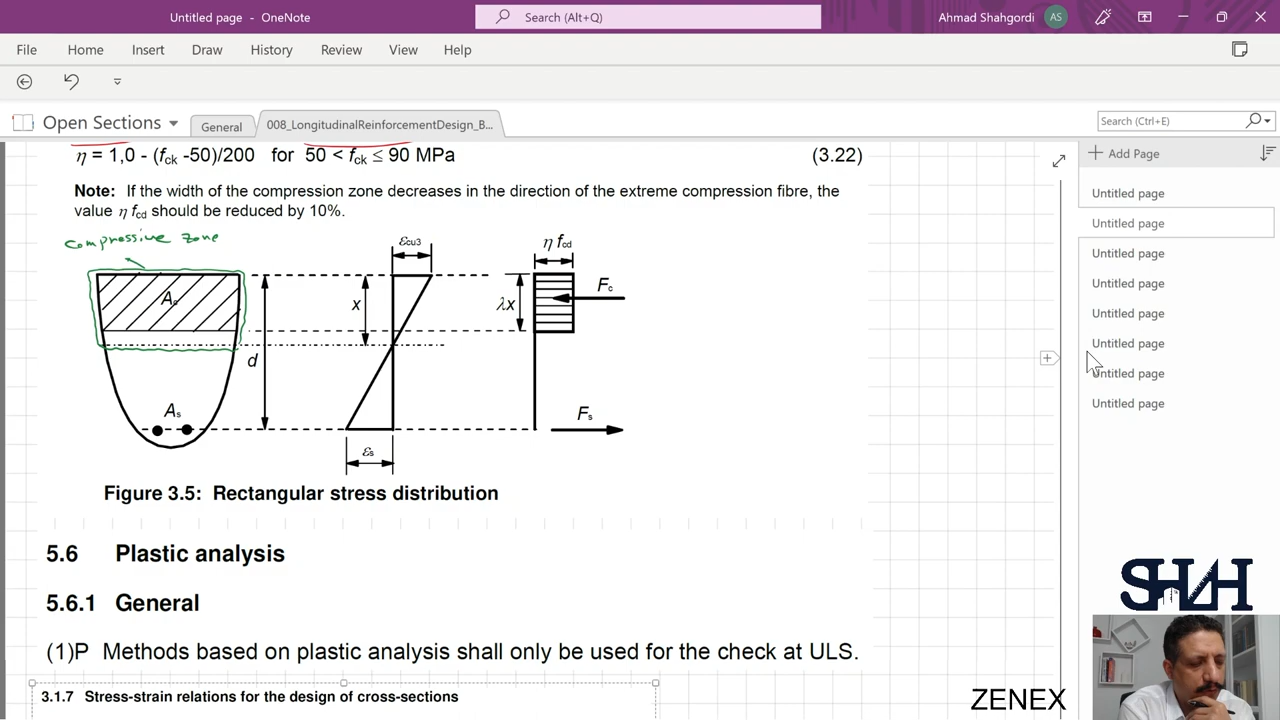 Untitled page - OneNote
Search (Alt+Q)
Ahmad Shahgordi
AS
File Home Insert Draw History Review View Help
Open Sections
General
008_LongitudinalReinforcementDesign_B...
Search (Ctrl+E)
η = 1,0 - (fck -50)/200 for 50 < fck ≤ 90 MPa (3.22)
Note: If the width of the compression zone decreases in the direction of the extreme compression fibre, the
value η fcd should be reduced by 10%.
compressive zone
εcu3
η fcd
Ac
x
λx
Fc
d
As
Fs
εs
Figure 3.5: Rectangular stress distribution
5.6 Plastic analysis
5.6.1 General
(1)P Methods based on plastic analysis shall only be used for the check at ULS.
3.1.7 Stress-strain relations for the design of cross-sections
Add Page
Untitled page
Untitled page
Untitled page
Untitled page
Untitled page
Untitled page
Untitled page
Untitled page
SHZH
ZENEX